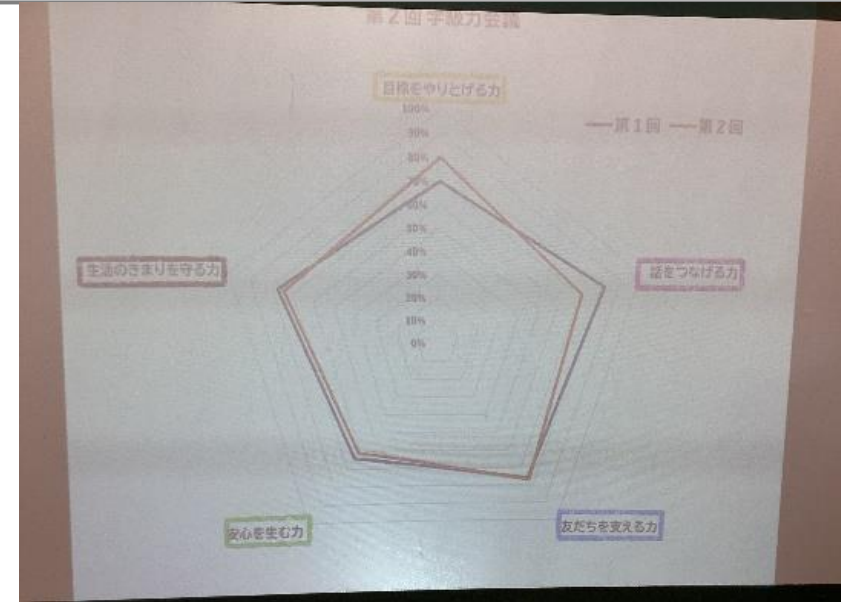 第2回 学級力会議
目標をやりとげる力
第1回 第2回
100%
90%
80%
70%
60%
50%
40%
30%
20%
10%
0%
生活のきまりを守る力
話をつなげる力
安心を生む力
友だちを支える力